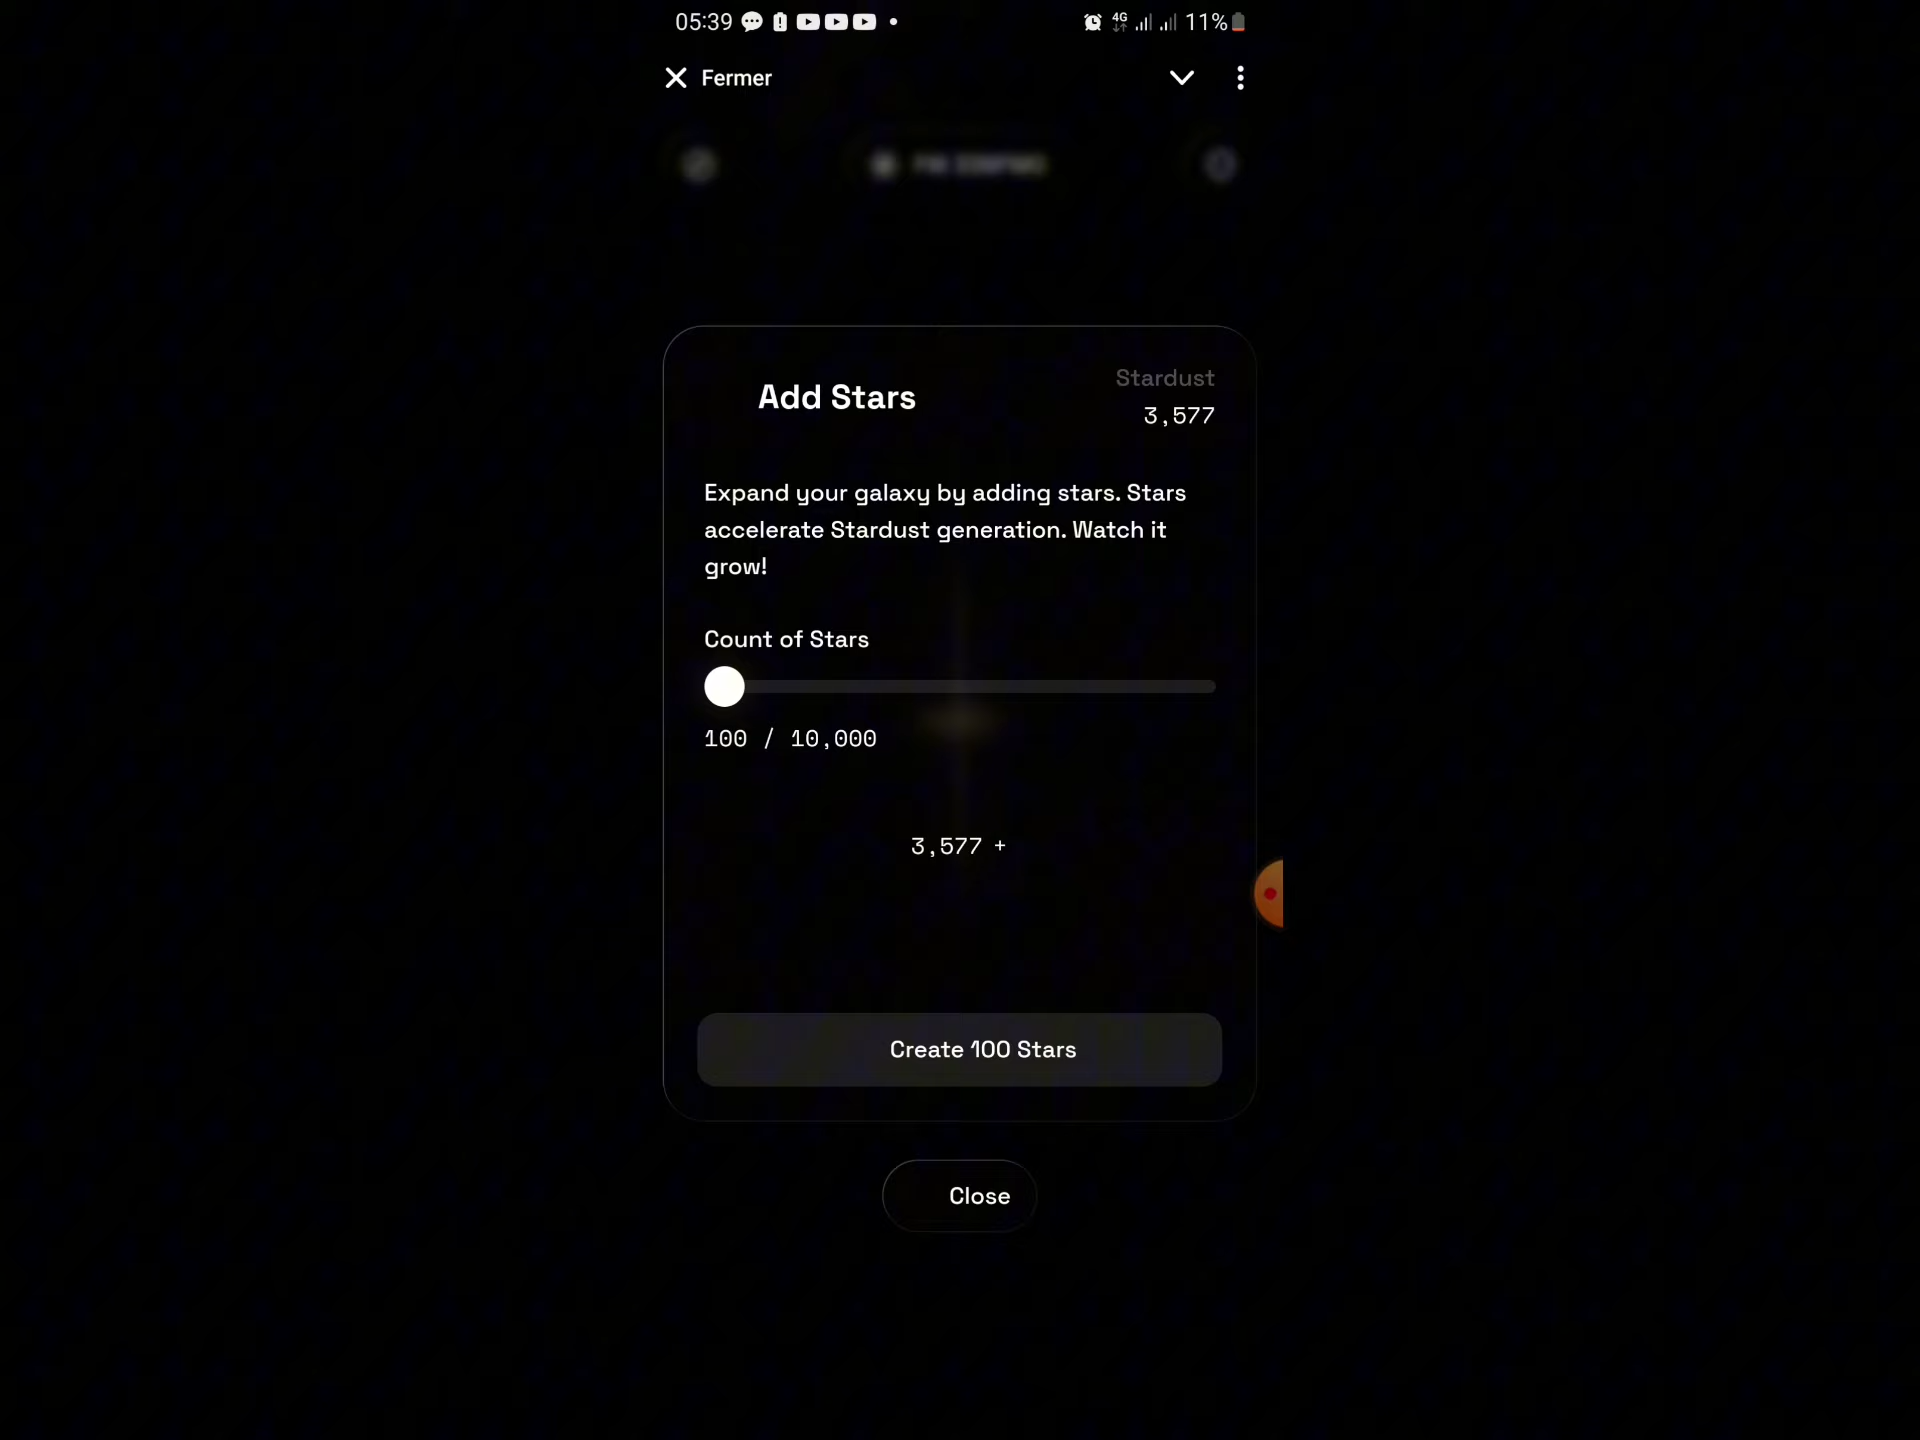 05:39
4G
11%
Fermer
Add Stars
Stardust
3,577
Expand your galaxy by adding stars. Stars
accelerate Stardust generation. Watch it
grow!
Count of Stars
100 / 10,000
3,577 +
Create 100 Stars
Close